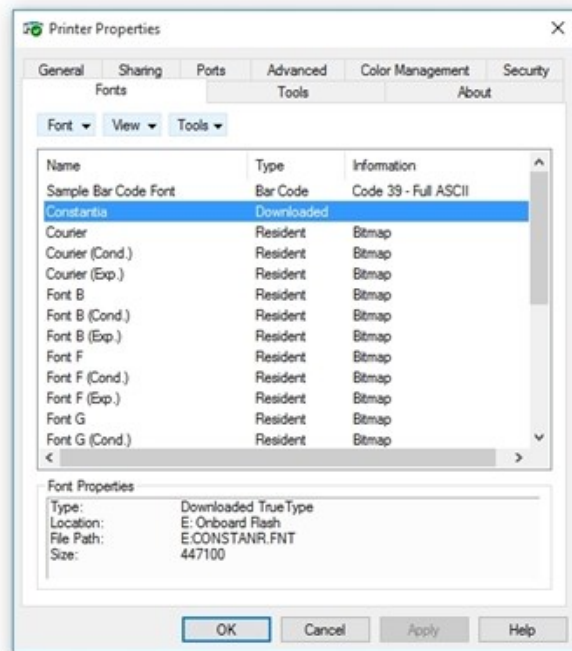 Printer Properties
General Sharing Ports Advanced Color Management Security
Fonts Tools About
Font View Tools
Name Type Information
Sample Bar Code Font Bar Code Code 39 - Full ASCII
Constantia Downloaded
Courier Resident Bitmap
Courier (Cond.) Resident Bitmap
Courier (Exp.) Resident Bitmap
Font B Resident Bitmap
Font B (Cond.) Resident Bitmap
Font B (Exp.) Resident Bitmap
Font F Resident Bitmap
Font F (Cond.) Resident Bitmap
Font F (Exp.) Resident Bitmap
Font G Resident Bitmap
Font G (Cond.) Resident Bitmap
Font Properties
Type: Downloaded TrueType
Location: E: Onboard Flash
File Path: E:CONSTANR.FNT
Size: 447100
OK Cancel Apply Help